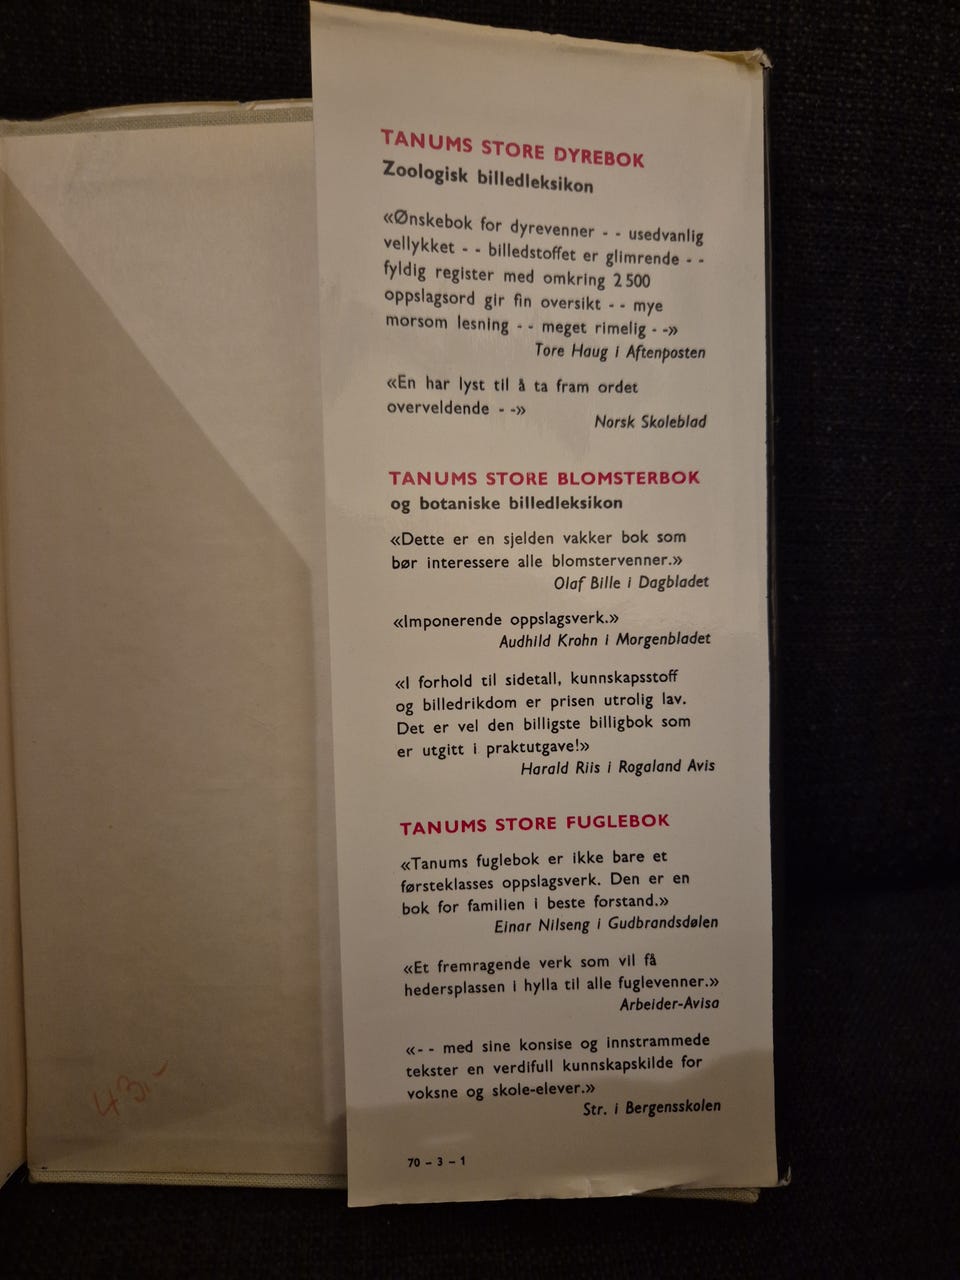 TANUMS STORE DYREBOK
Zoologisk billedleksikon
«Ønskebok for dyrevenner - - usedvanlig
vellykket - - billedstoffet er glimrende - -
fyldig register med omkring 2 500
oppslagsord gir fin oversikt - - mye
morsom lesning - - meget rimelig - -»
Tore Haug i Aftenposten
«En har lyst til å ta fram ordet
overveldende - -»
Norsk Skoleblad
TANUMS STORE BLOMSTERBOK
og botaniske billedleksikon
«Dette er en sjelden vakker bok som
bør interessere alle blomstervenner.»
Olaf Bille i Dagbladet
«Imponerende oppslagsverk.»
Audhild Krohn i Morgenbladet
«I forhold til sidetall, kunnskapsstoff
og billedrikdom er prisen utrolig lav.
Det er vel den billigste billigbok som
er utgitt i praktutgave!»
Harald Riis i Rogaland Avis
TANUMS STORE FUGLEBOK
«Tanums fuglebok er ikke bare et
førsteklasses oppslagsverk. Den er en
bok for familien i beste forstand.»
Einar Nilseng i Gudbrandsdølen
«Et fremragende verk som vil få
hedersplassen i hylla til alle fuglevenner.»
Arbeider-Avisa
«- - med sine konsise og innstrammede
tekster en verdifull kunnskapskilde for
voksne og skole-elever.»
Str. i Bergensskolen
70 - 3 - 1
43,-